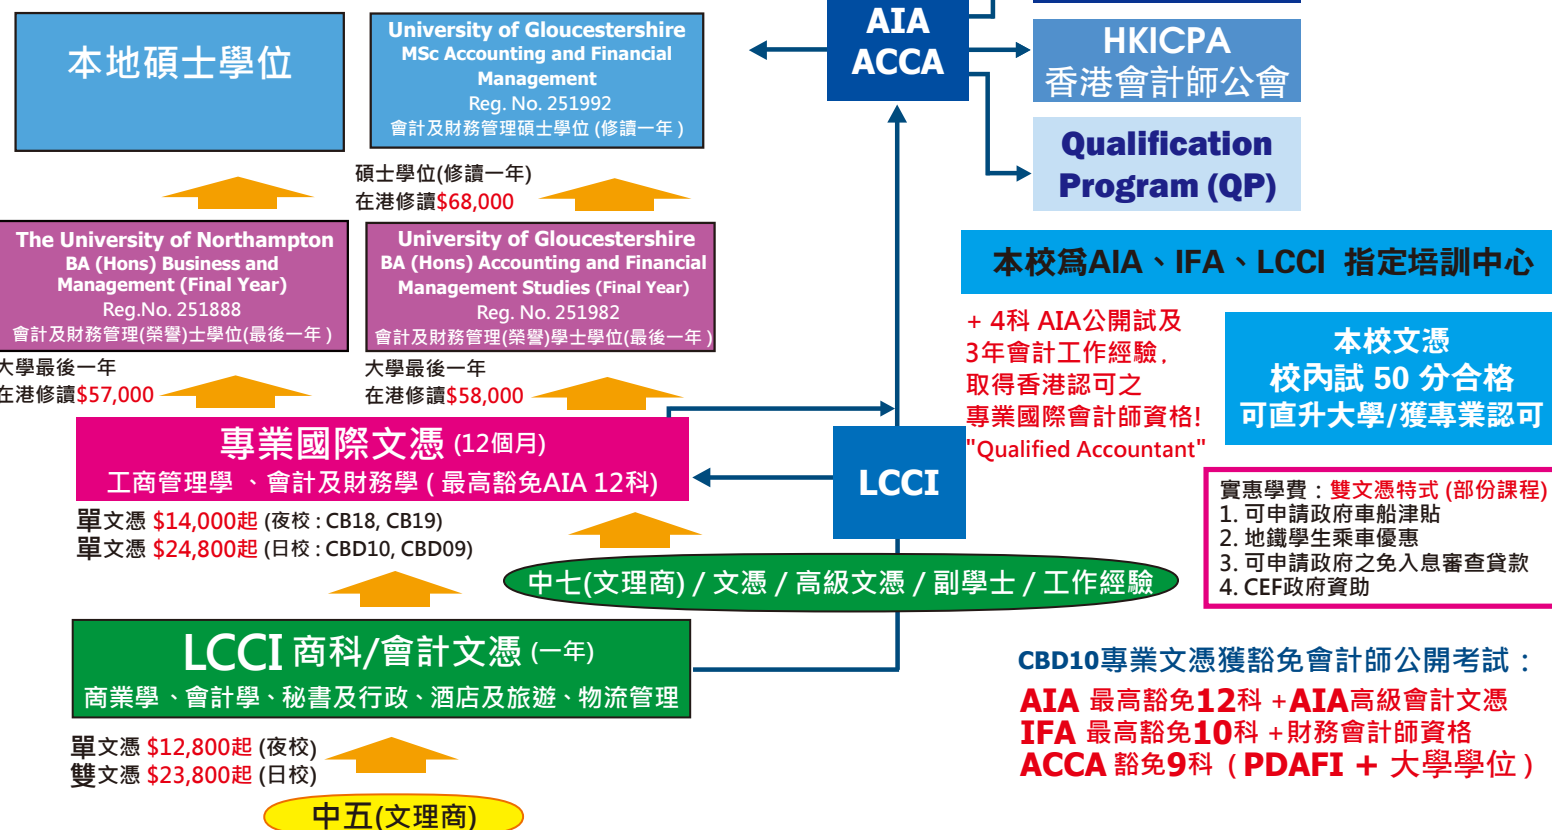 本地碩士學位
University of Gloucestershire
MSc Accounting and Financial
Management
Reg. No. 251992
會計及財務管理碩士學位 (修讀一年 )
AIA
ACCA
HKICPA
香港會計師公會
Qualification
Program (QP)
碩士學位(修讀一年)
在港修讀$68,000
The University of Northampton
BA (Hons) Business and
Management (Final Year)
Reg.No. 251888
會計及財務管理(榮譽)士學位(最後一年 )
University of Gloucestershire
BA (Hons) Accounting and Financial
Management Studies (Final Year)
Reg. No. 251982
會計及財務管理(榮譽)學士學位(最後一年 )
大學最後一年
在港修讀$57,000
大學最後一年
在港修讀$58,000
本校為AIA、IFA、LCCI 指定培訓中心
+ 4科 AIA公開試及
3年會計工作經驗,
取得香港認可之
專業國際會計師資格!
"Qualified Accountant"
本校文憑
校內試 50 分合格
可直升大學/獲專業認可
專業國際文憑 (12個月)
工商管理學 、會計及財務學 ( 最高豁免AIA 12科)
LCCI
單文憑 $14,000起 (夜校 : CB18, CB19)
單文憑 $24,800起 (日校 : CBD10, CBD09)
實惠學費：雙文憑特式 (部份課程)
1. 可申請政府車船津貼
2. 地鐵學生乘車優惠
3. 可申請政府之免入息審查貸款
4. CEF政府資助
中七(文理商) / 文憑 / 高級文憑 / 副學士 / 工作經驗
LCCI 商科/會計文憑 (一年)
商業學、會計學、秘書及行政、酒店及旅遊、物流管理
單文憑 $12,800起 (夜校)
雙文憑 $23,800起 (日校)
中五(文理商)
CBD10專業文憑獲豁免會計師公開考試：
AIA 最高豁免12科 +AIA高級會計文憑
IFA 最高豁免10科 +財務會計師資格
ACCA 豁免9科 ( PDAFI + 大學學位 )